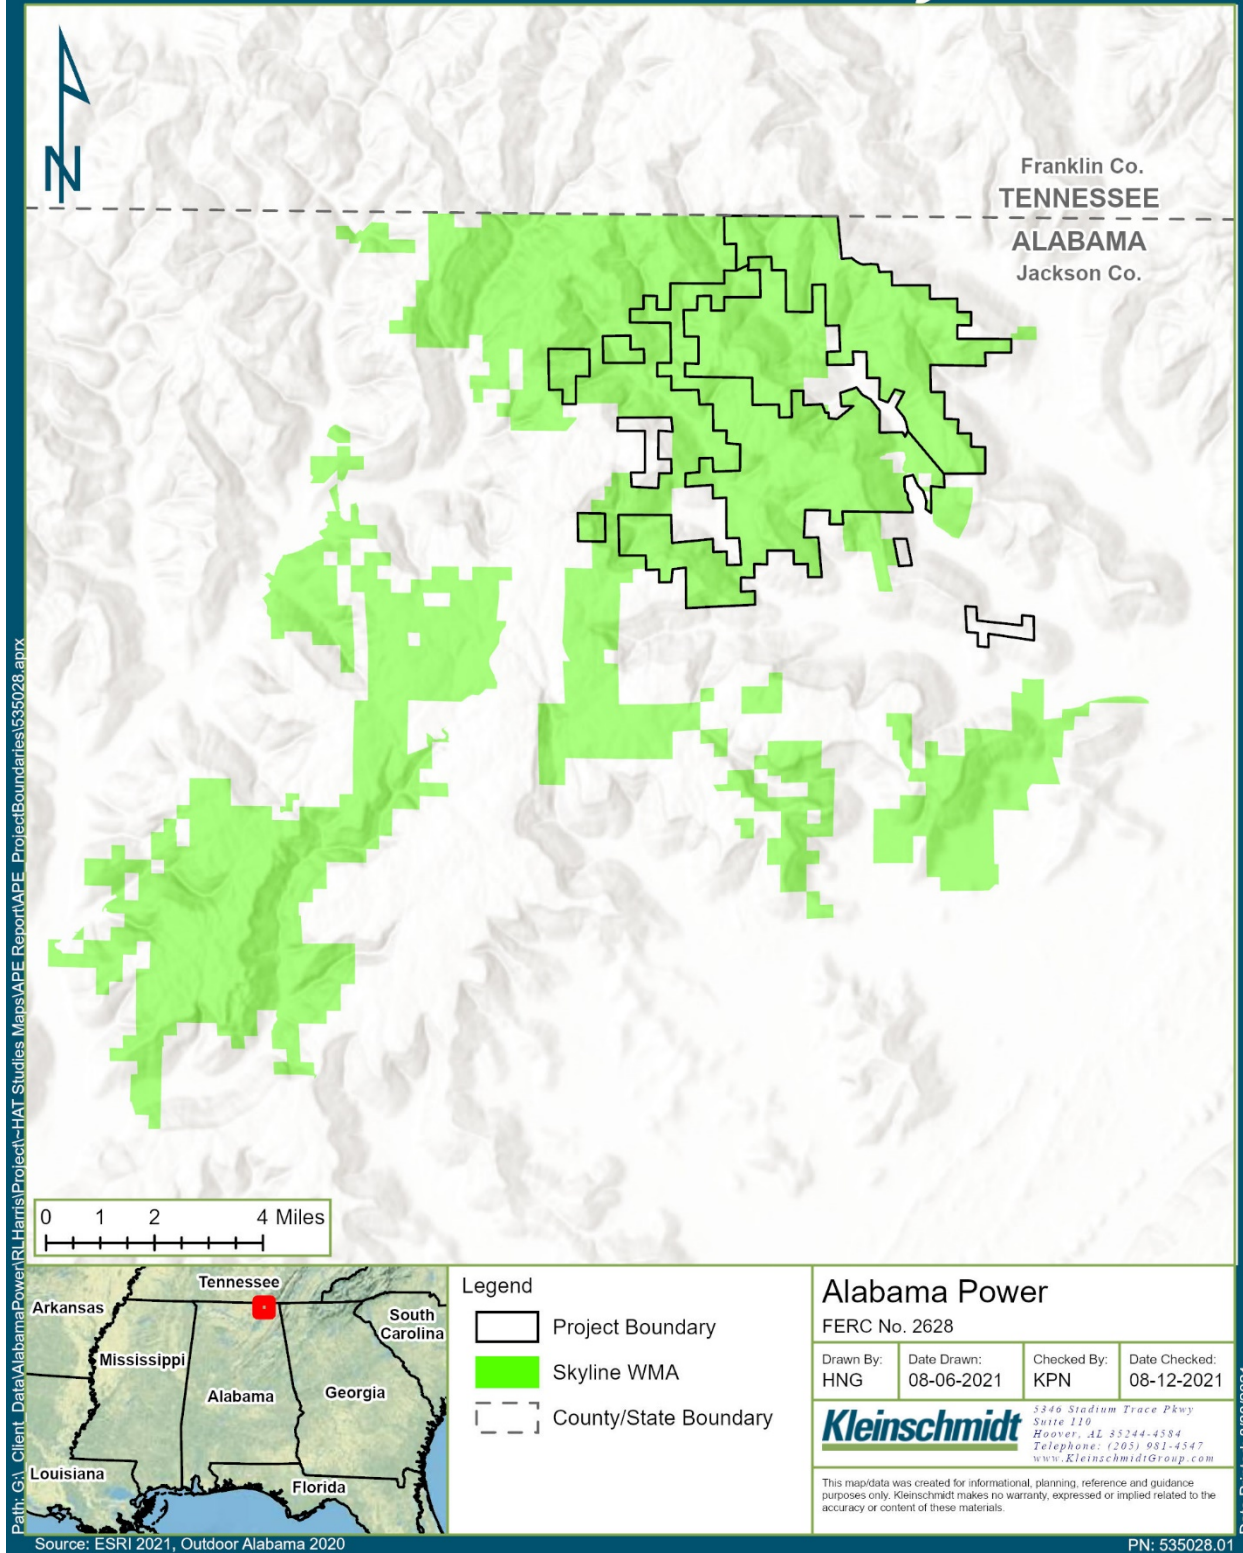 N
Franklin Co.
TENNESSEE
ALABAMA
Jackson Co.
0 1 2 4 Miles
Tennessee
Arkansas
South
Carolina
Mississippi
Alabama
Georgia
Louisiana
Florida
Legend
Project Boundary
Skyline WMA
County/State Boundary
Alabama Power
FERC No. 2628
Drawn By:
HNG
Date Drawn:
08-06-2021
Checked By:
KPN
Date Checked:
08-12-2021
Kleinschmidt
5346 Stadium Trace Pkwy
Suite 110
Hoover, AL 35244-4584
Telephone: (205) 981-4547
www.KleinschmidtGroup.com
This map/data was created for informational, planning, reference and guidance
purposes only. Kleinschmidt makes no warranty, expressed or implied related to the
accuracy or content of these materials.
Path: G:\_Client_Data\AlabamaPower\RLHarris\Project\~HAT Studies Maps\APE Report\APE_ProjectBoundaries\535028.aprx
Source: ESRI 2021, Outdoor Alabama 2020
PN: 535028.01